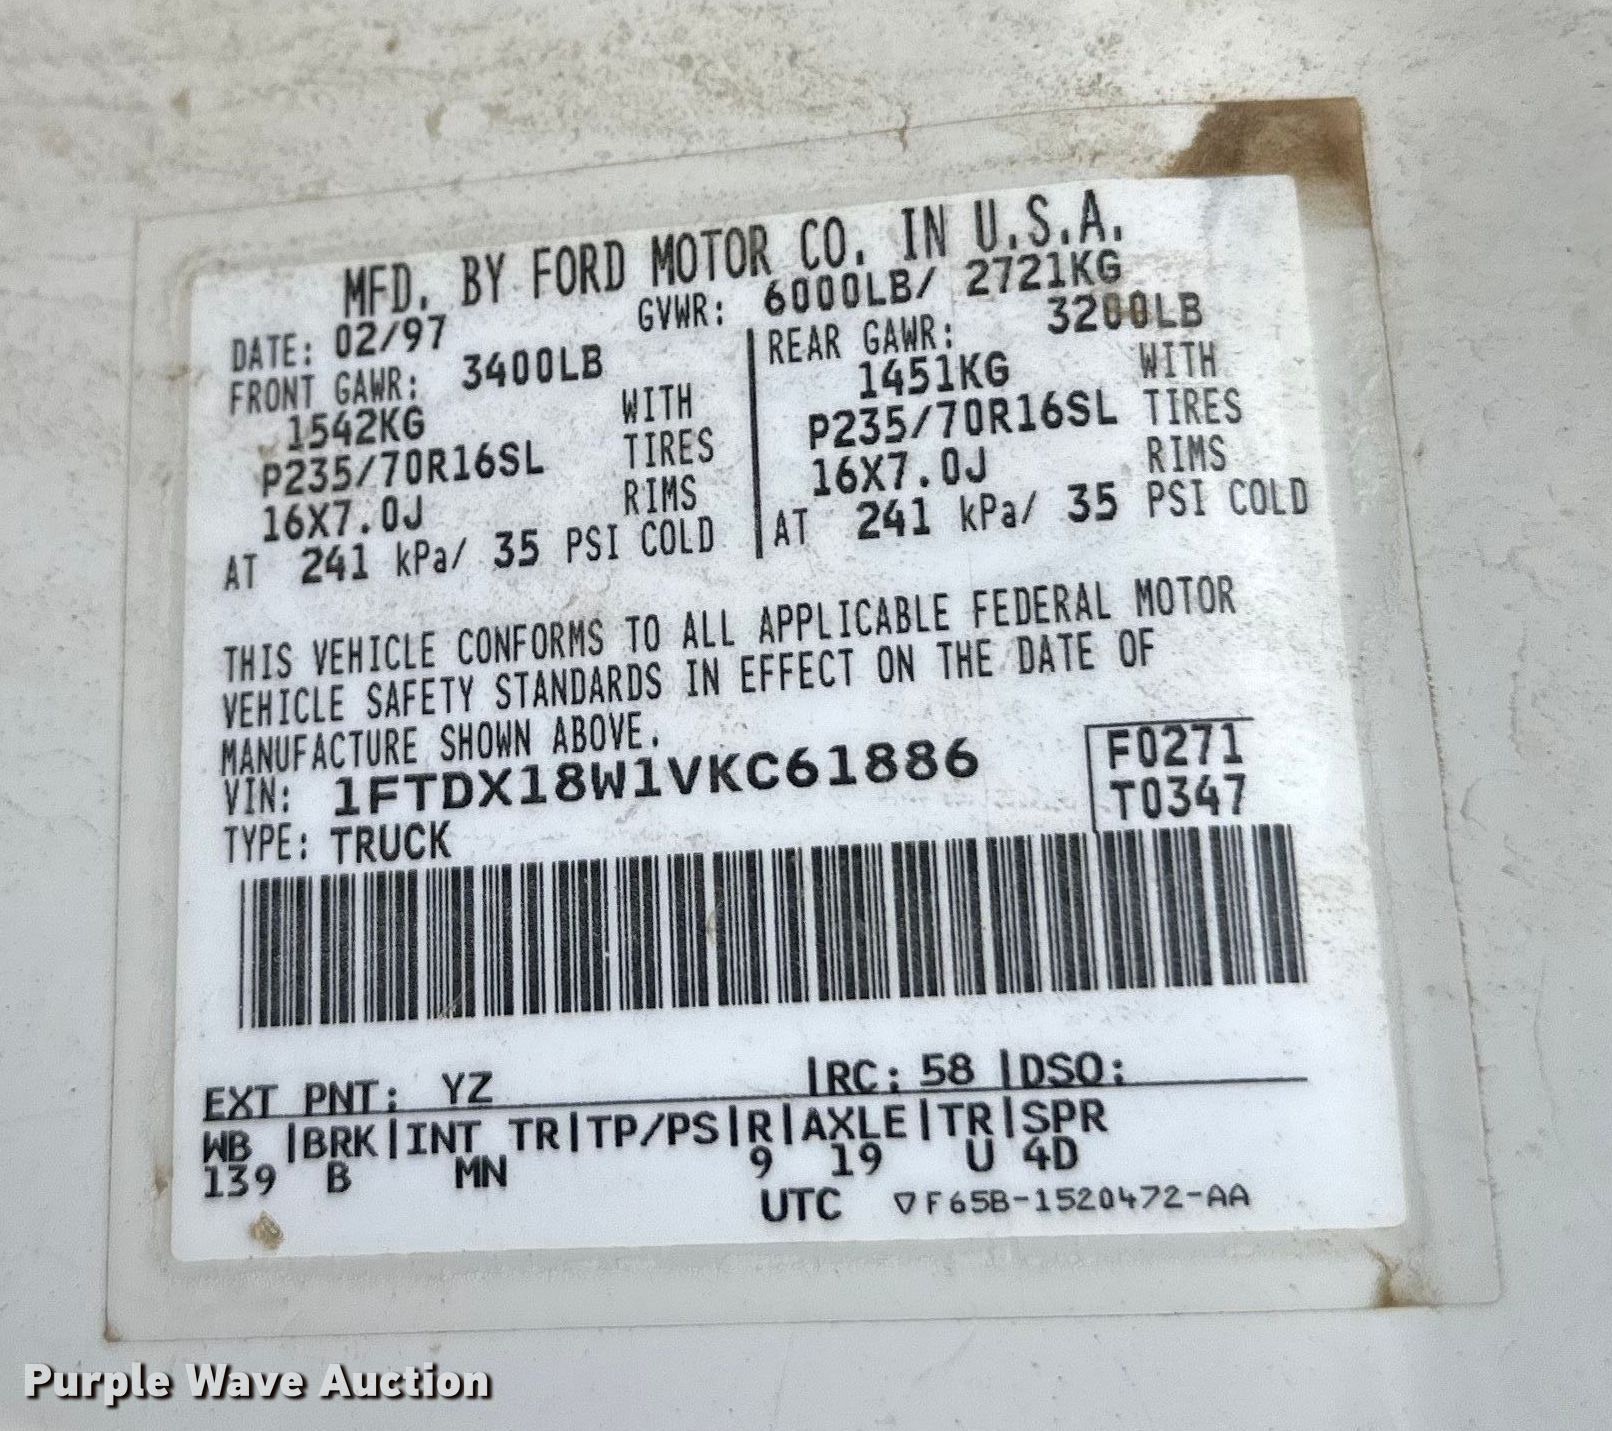 MFD. BY FORD MOTOR CO. IN U.S.A.
DATE: 02/97 GVWR: 6000LB/ 2721KG
FRONT GAWR: 3400LB
1542KG WITH
P235/70R16SL TIRES
16X7.0J RIMS
AT 241 kPa/ 35 PSI COLD
REAR GAWR: 3200LB
1451KG WITH
P235/70R16SL TIRES
16X7.0J RIMS
AT 241 kPa/ 35 PSI COLD
THIS VEHICLE CONFORMS TO ALL APPLICABLE FEDERAL MOTOR
VEHICLE SAFETY STANDARDS IN EFFECT ON THE DATE OF
MANUFACTURE SHOWN ABOVE.
VIN: 1FTDX18W1VKC61886
TYPE: TRUCK
F0271
T0347
EXT PNT: YZ |RC: 58 |DSO:
WB |BRK|INT TR|TP/PS|R|AXLE|TR|SPR
139 B MN 9 19 U 4D
UTC ▽F65B-1520472-AA
Purple Wave Auction